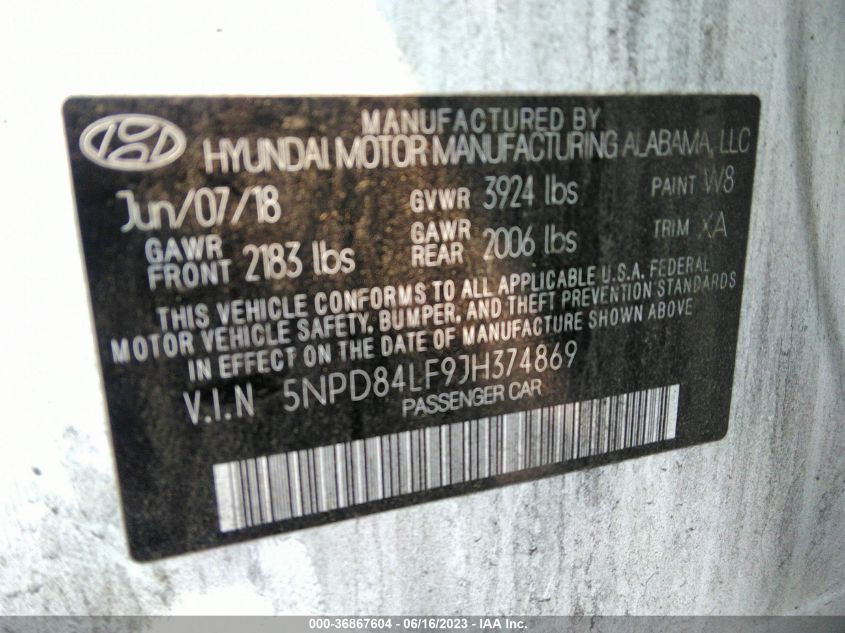 MANUFACTURED BY
HYUNDAI MOTOR MANUFACTURING ALABAMA, LLC
Jun/07/18 GVWR 3924 lbs PAINT W8
GAWR FRONT 2183 lbs GAWR REAR 2006 lbs TRIM XA
THIS VEHICLE CONFORMS TO ALL APPLICABLE U.S.A. FEDERAL
MOTOR VEHICLE SAFETY, BUMPER, AND THEFT PREVENTION STANDARDS
IN EFFECT ON THE DATE OF MANUFACTURE SHOWN ABOVE
V.I.N 5NPD84LF9JH374869
PASSENGER CAR
000-36867604 - 06/16/2023 - IAA Inc.